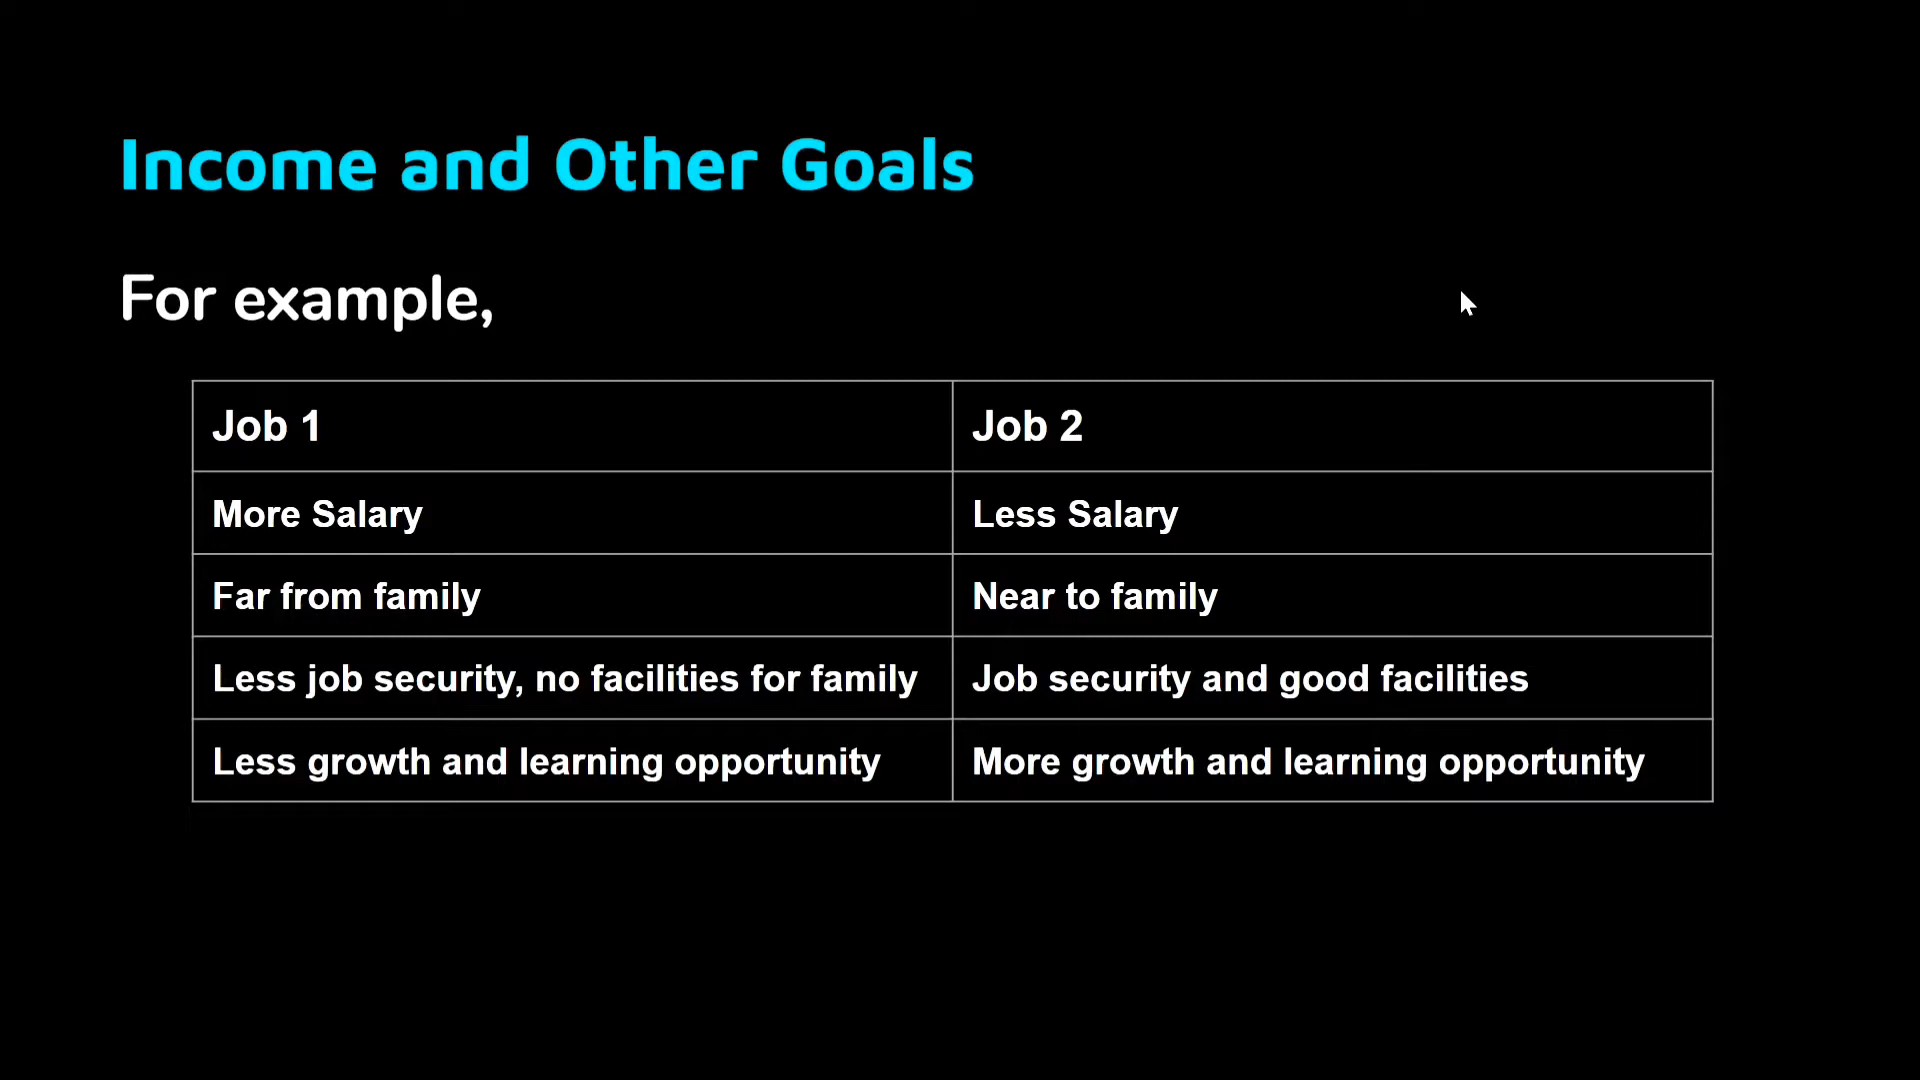 Income and Other Goals
For example,
Job 1
Job 2
More Salary
Less Salary
Far from family
Near to family
Less job security, no facilities for family
Job security and good facilities
Less growth and learning opportunity
More growth and learning opportunity